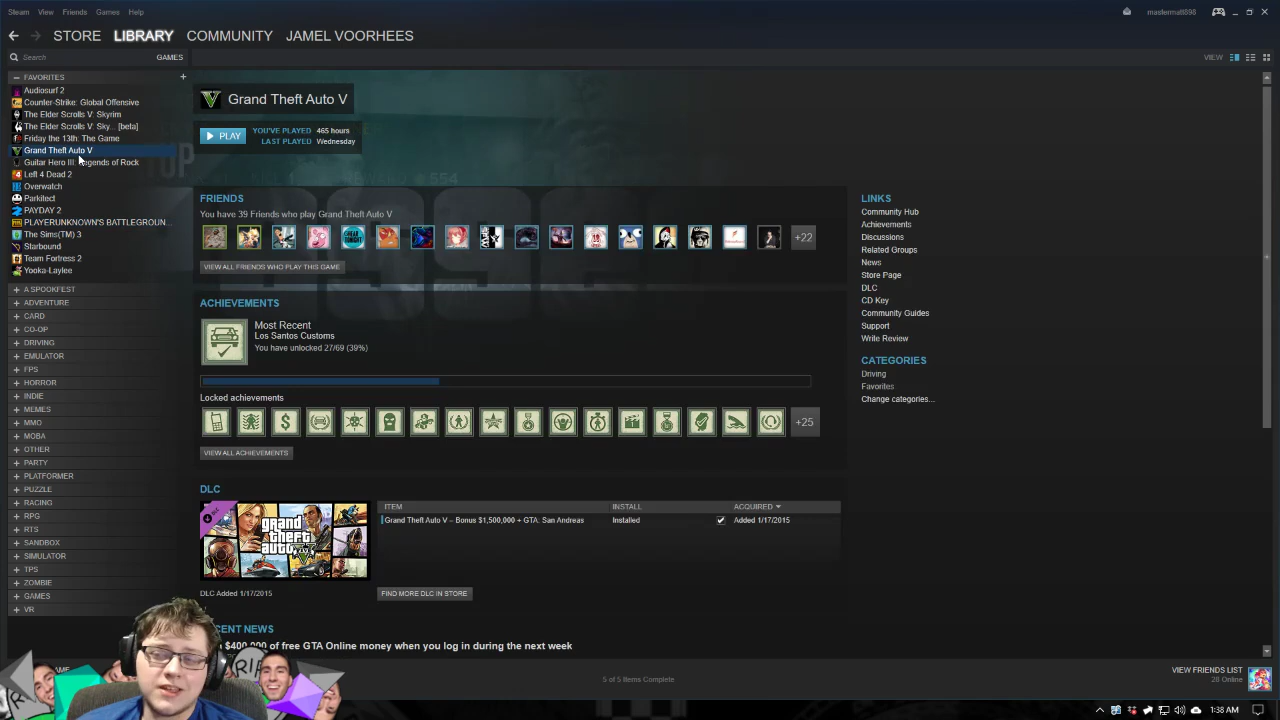 Steam View Friends Games Help
mastermatt898
STORE LIBRARY COMMUNITY JAMEL VOORHEES
Search GAMES
VIEW
FAVORITES
Audiosurf 2
Counter-Strike: Global Offensive
The Elder Scrolls V: Skyrim
The Elder Scrolls V: Sky... [beta]
Friday the 13th: The Game
Grand Theft Auto V
Guitar Hero III: Legends of Rock
Left 4 Dead 2
Overwatch
Parkitect
PAYDAY 2
PLAYERUNKNOWN'S BATTLEGROUN...
The Sims(TM) 3
Starbound
Team Fortress 2
Yooka-Laylee
A SPOOKFEST
ADVENTURE
CARD
CO-OP
DRIVING
EMULATOR
FPS
HORROR
INDIE
MEMES
MMO
MOBA
OTHER
PARTY
PLATFORMER
PUZZLE
RACING
RPG
RTS
SANDBOX
SIMULATOR
TPS
ZOMBIE
GAMES
VR
Grand Theft Auto V
PLAY
YOU'VE PLAYED 465 hours
LAST PLAYED Wednesday
FRIENDS
You have 39 Friends who play Grand Theft Auto V
+22
VIEW ALL FRIENDS WHO PLAY THIS GAME
ACHIEVEMENTS
Most Recent
Los Santos Customs
You have unlocked 27/69 (39%)
Locked achievements
+25
VIEW ALL ACHIEVEMENTS
DLC
ITEM INSTALL ACQUIRED
Grand Theft Auto V – Bonus $1,500,000 + GTA: San Andreas Installed Added 1/17/2015
grand
theft
auto
V
DLC Added 1/17/2015
FIND MORE DLC IN STORE
CENT NEWS
$400,000 of free GTA Online money when you log in during the next week
LINKS
Community Hub
Achievements
Discussions
Related Groups
News
Store Page
DLC
CD Key
Community Guides
Support
Write Review
CATEGORIES
Driving
Favorites
Change categories...
GAME
5 of 5 Items Complete
VIEW FRIENDS LIST
28 Online
1:38 AM